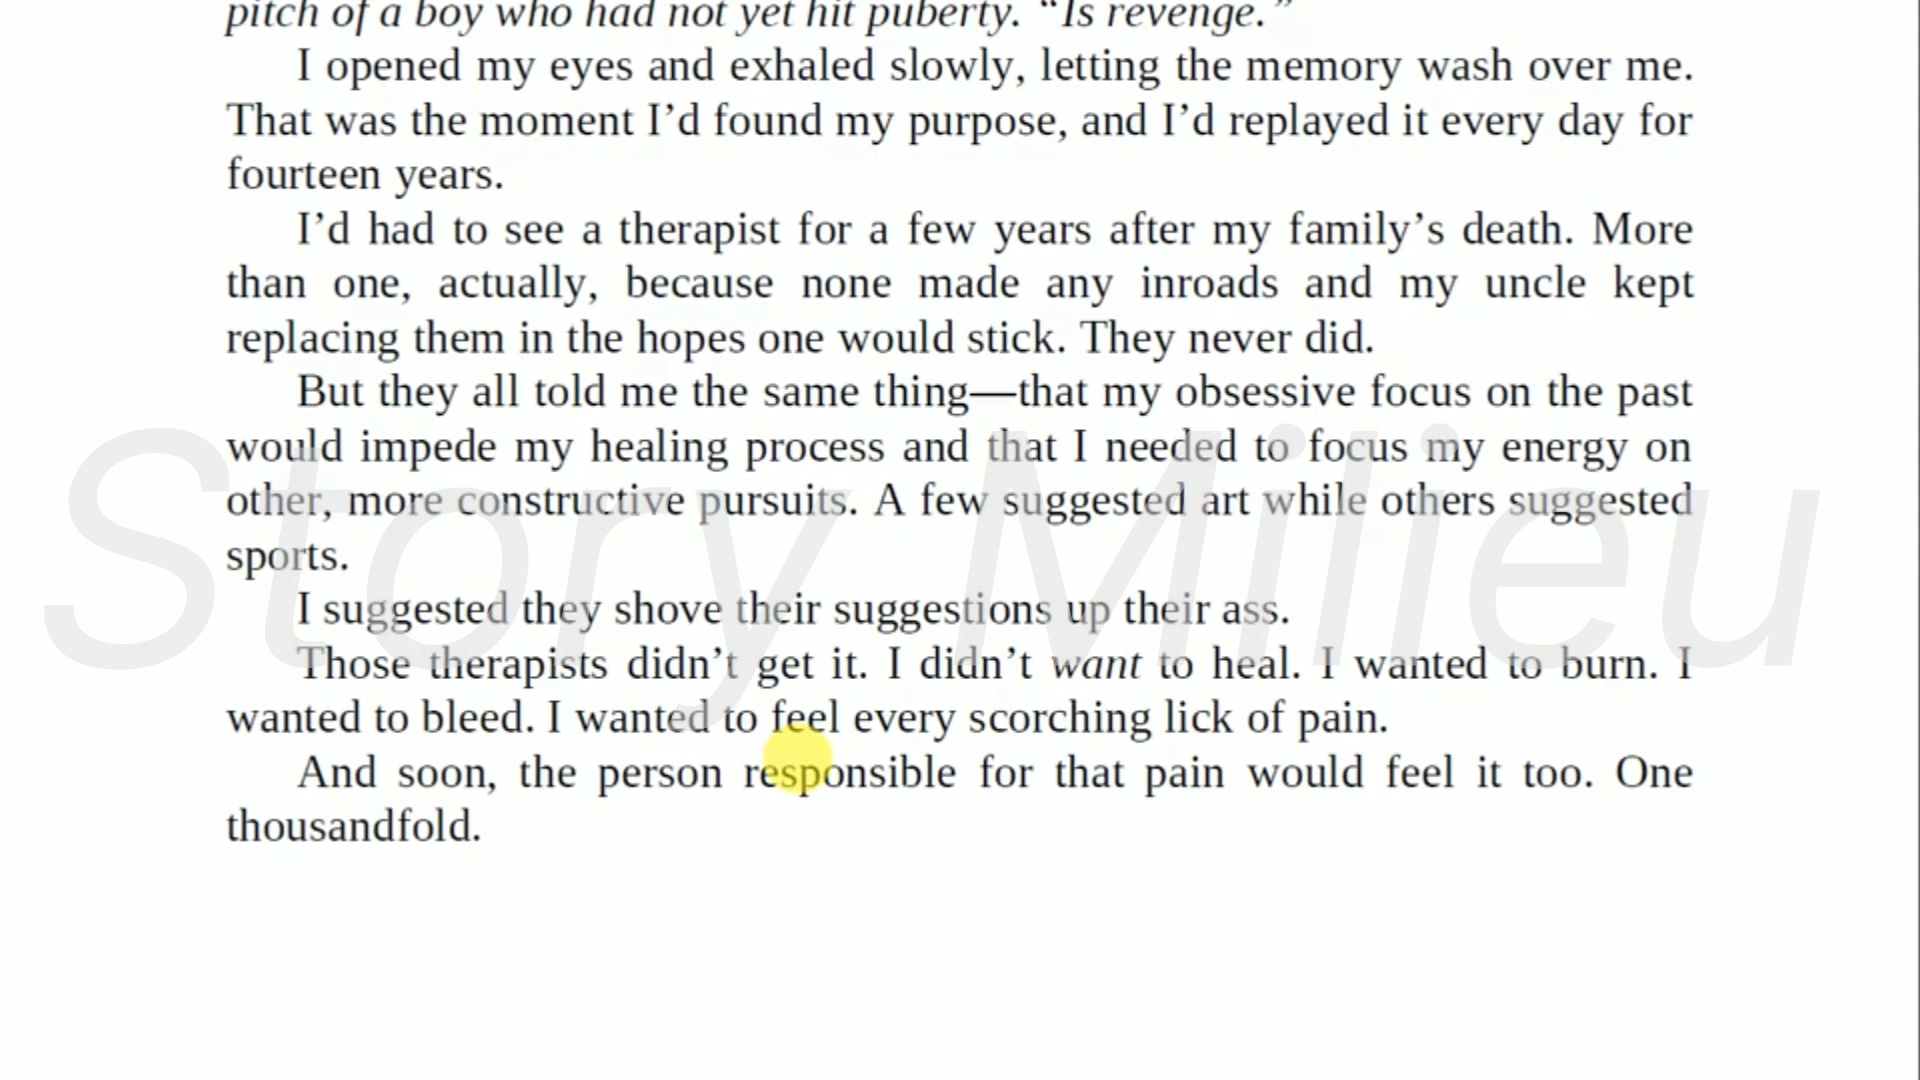 pitch of a boy who had not yet hit puberty. “Is revenge.”
I opened my eyes and exhaled slowly, letting the memory wash over me.
That was the moment I’d found my purpose, and I’d replayed it every day for
fourteen years.
I’d had to see a therapist for a few years after my family’s death. More
than one, actually, because none made any inroads and my uncle kept
replacing them in the hopes one would stick. They never did.
But they all told me the same thing—that my obsessive focus on the past
would impede my healing process and that I needed to focus my energy on
other, more constructive pursuits. A few suggested art while others suggested
sports.
Story Milieu
I suggested they shove their suggestions up their ass.
Those therapists didn’t get it. I didn’t want to heal. I wanted to burn. I
wanted to bleed. I wanted to feel every scorching lick of pain.
And soon, the person responsible for that pain would feel it too. One
thousandfold.